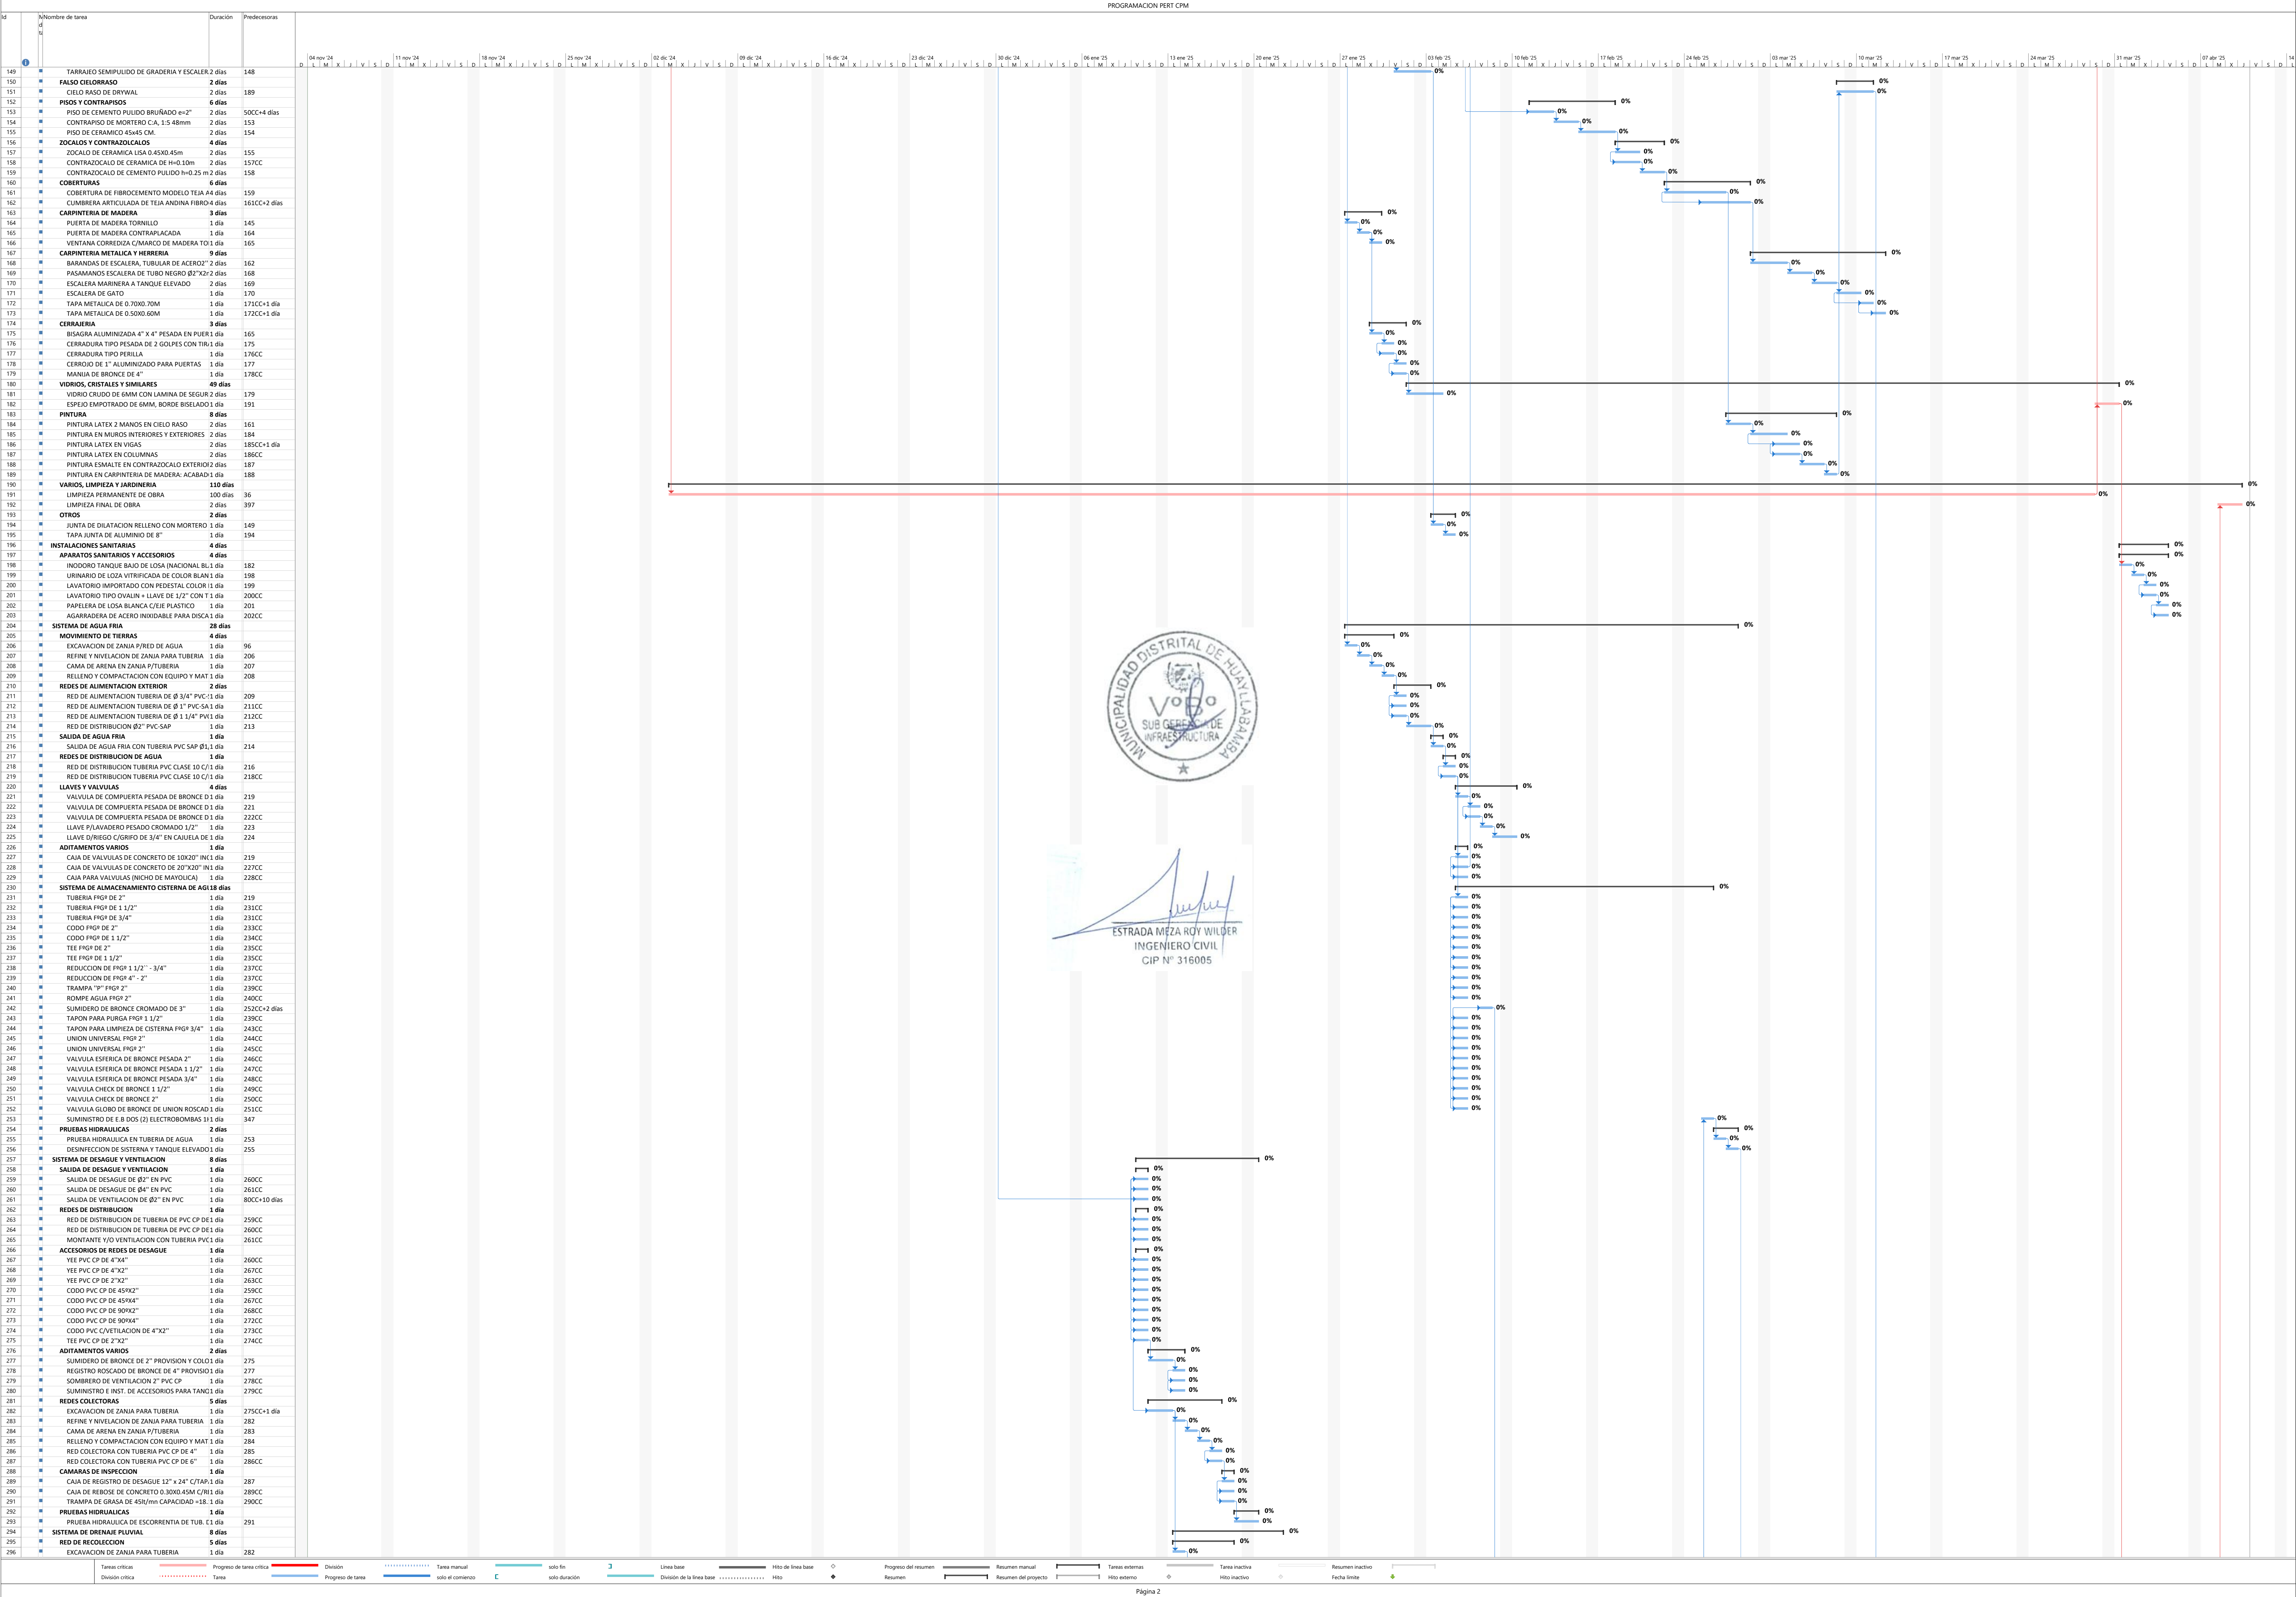 PROGRAMACION PERT CPM
Id Nombre de tarea Duración Predecesoras
04 nov '24 11 nov '24 18 nov '24 25 nov '24 02 dic '24 09 dic '24 16 dic '24 23 dic '24 30 dic '24 06 ene '25 13 ene '25 20 ene '25 27 ene '25 03 feb '25 10 feb '25 17 feb '25 24 feb '25 03 mar '25 10 mar '25 17 mar '25 24 mar '25 31 mar '25 07 abr '25 14
149 TARRAJEO SEMIPULIDO DE GRADERIA Y ESCALER 2 días 148
150 FALSO CIELORRASO 2 días
151 CIELO RASO DE DRYWAL 2 días 189
152 PISOS Y CONTRAPISOS 6 días
153 PISO DE CEMENTO PULIDO BRUÑADO e=2" 2 días 50CC+4 días
154 CONTRAPISO DE MORTERO C:A, 1:5 48mm 2 días 153
155 PISO DE CERAMICO 45x45 CM. 2 días 154
156 ZOCALOS Y CONTRAZOLCALOS 4 días
157 ZOCALO DE CERAMICA LISA 0.45X0.45m 2 días 155
158 CONTRAZOCALO DE CERAMICA DE H=0.10m 2 días 157CC
159 CONTRAZOCALO DE CEMENTO PULIDO h=0.25 m 2 días 158
160 COBERTURAS 6 días
161 COBERTURA DE FIBROCEMENTO MODELO TEJA A 4 días 159
162 CUMBRERA ARTICULADA DE TEJA ANDINA FIBRO 4 días 161CC+2 días
163 CARPINTERIA DE MADERA 3 días
164 PUERTA DE MADERA TORNILLO 1 día 145
165 PUERTA DE MADERA CONTRAPLACADA 1 día 164
166 VENTANA CORREDIZA C/MARCO DE MADERA TO 1 día 165
167 CARPINTERIA METALICA Y HERRERIA 9 días
168 BARANDAS DE ESCALERA, TUBULAR DE ACERO2'' 2 días 162
169 PASAMANOS ESCALERA DE TUBO NEGRO Ø2"X2 2 días 168
170 ESCALERA MARINERA A TANQUE ELEVADO 2 días 169
171 ESCALERA DE GATO 1 día 170
172 TAPA METALICA DE 0.70X0.70M 1 día 171CC+1 día
173 TAPA METALICA DE 0.50X0.60M 1 día 172CC+1 día
174 CERRAJERIA 3 días
175 BISAGRA ALUMINIZADA 4" X 4" PESADA EN PUER 1 día 165
176 CERRADURA TIPO PESADA DE 2 GOLPES CON TIR 1 día 175
177 CERRADURA TIPO PERILLA 1 día 176CC
178 CERROJO DE 1" ALUMINIZADO PARA PUERTAS 1 día 177
179 MANIJA DE BRONCE DE 4" 1 día 178CC
180 VIDRIOS, CRISTALES Y SIMILARES 49 días
181 VIDRIO CRUDO DE 6MM CON LAMINA DE SEGUR 2 días 179
182 ESPEJO EMPOTRADO DE 6MM, BORDE BISELADO 1 día 191
183 PINTURA 8 días
184 PINTURA LATEX 2 MANOS EN CIELO RASO 2 días 161
185 PINTURA EN MUROS INTERIORES Y EXTERIORES 2 días 184
186 PINTURA LATEX EN VIGAS 2 días 185CC+1 día
187 PINTURA LATEX EN COLUMNAS 2 días 186CC
188 PINTURA ESMALTE EN CONTRAZOCALO EXTERIO 2 días 187
189 PINTURA EN CARPINTERIA DE MADERA: ACABAD 1 día 188
190 VARIOS, LIMPIEZA Y JARDINERIA 110 días
191 LIMPIEZA PERMANENTE DE OBRA 100 días 36
192 LIMPIEZA FINAL DE OBRA 2 días 397
193 OTROS 2 días
194 JUNTA DE DILATACION RELLENO CON MORTERO 1 día 149
195 TAPA JUNTA DE ALUMINIO DE 8" 1 día 194
196 INSTALACIONES SANITARIAS 4 días
197 APARATOS SANITARIOS Y ACCESORIOS 4 días
198 INODORO TANQUE BAJO DE LOSA (NACIONAL BL 1 día 182
199 URINARIO DE LOZA VITRIFICADA DE COLOR BLAN 1 día 198
200 LAVATORIO IMPORTADO CON PEDESTAL COLOR 1 día 199
201 LAVATORIO TIPO OVALIN + LLAVE DE 1/2" CON T 1 día 200CC
202 PAPELERA DE LOSA BLANCA C/EJE PLASTICO 1 día 201
203 AGARRADERA DE ACERO INIXIDABLE PARA DISCA 1 día 202CC
204 SISTEMA DE AGUA FRIA 28 días
205 MOVIMIENTO DE TIERRAS 4 días
206 EXCAVACION DE ZANJA P/RED DE AGUA 1 día 96
207 REFINE Y NIVELACION DE ZANJA PARA TUBERIA 1 día 206
208 CAMA DE ARENA EN ZANJA P/TUBERIA 1 día 207
209 RELLENO Y COMPACTACION CON EQUIPO Y MAT 1 día 208
210 REDES DE ALIMENTACION EXTERIOR 2 días
211 RED DE ALIMENTACION TUBERIA DE Ø 3/4" PVC- 1 día 209
212 RED DE ALIMENTACION TUBERIA DE Ø 1" PVC-SA 1 día 211CC
213 RED DE ALIMENTACION TUBERIA DE Ø 1 1/4" PV 1 día 212CC
214 RED DE DISTRIBUCION Ø2" PVC-SAP 1 día 213
215 SALIDA DE AGUA FRIA 1 día
216 SALIDA DE AGUA FRIA CON TUBERIA PVC SAP Ø1, 1 día 214
217 REDES DE DISTRIBUCION DE AGUA 1 día
218 RED DE DISTRIBUCION TUBERIA PVC CLASE 10 C/ 1 día 216
219 RED DE DISTRIBUCION TUBERIA PVC CLASE 10 C/ 1 día 218CC
220 LLAVES Y VALVULAS 4 días
221 VALVULA DE COMPUERTA PESADA DE BRONCE D 1 día 219
222 VALVULA DE COMPUERTA PESADA DE BRONCE D 1 día 221
223 VALVULA DE COMPUERTA PESADA DE BRONCE D 1 día 222CC
224 LLAVE P/LAVADERO PESADO CROMADO 1/2'' 1 día 223
225 LLAVE D/RIEGO C/GRIFO DE 3/4'' EN CAJUELA DE 1 día 224
226 ADITAMENTOS VARIOS 1 día
227 CAJA DE VALVULAS DE CONCRETO DE 10X20'' IN 1 día 219
228 CAJA DE VALVULAS DE CONCRETO DE 20''X20'' IN 1 día 227CC
229 CAJA PARA VALVULAS (NICHO DE MAYOLICA) 1 día 228CC
230 SISTEMA DE ALMACENAMIENTO CISTERNA DE AG 18 días
231 TUBERIA FºGº DE 2'' 1 día 219
232 TUBERIA FºGº DE 1 1/2'' 1 día 231CC
233 TUBERIA FºGº DE 3/4'' 1 día 231CC
234 CODO FºGº DE 2'' 1 día 233CC
235 CODO FºGº DE 1 1/2'' 1 día 234CC
236 TEE FºGº DE 2'' 1 día 235CC
237 TEE FºGº DE 1 1/2'' 1 día 235CC
238 REDUCCION DE FºGº 1 1/2´´ - 3/4'' 1 día 237CC
239 REDUCCION DE FºGº 4'' - 2'' 1 día 237CC
240 TRAMPA ''P'' FºGº 2'' 1 día 239CC
241 ROMPE AGUA FºGº 2'' 1 día 240CC
242 SUMIDERO DE BRONCE CROMADO DE 3'' 1 día 252CC+2 días
243 TAPON PARA PURGA FºGº 1 1/2'' 1 día 239CC
244 TAPON PARA LIMPIEZA DE CISTERNA FºGº 3/4'' 1 día 243CC
245 UNION UNIVERSAL FºGº 2'' 1 día 244CC
246 UNION UNIVERSAL FºGº 2'' 1 día 245CC
247 VALVULA ESFERICA DE BRONCE PESADA 2'' 1 día 246CC
248 VALVULA ESFERICA DE BRONCE PESADA 1 1/2'' 1 día 247CC
249 VALVULA ESFERICA DE BRONCE PESADA 3/4'' 1 día 248CC
250 VALVULA CHECK DE BRONCE 1 1/2'' 1 día 249CC
251 VALVULA CHECK DE BRONCE 2'' 1 día 250CC
252 VALVULA GLOBO DE BRONCE DE UNION ROSCAD 1 día 251CC
253 SUMINISTRO DE E.B DOS (2) ELECTROBOMBAS 1 día 347
254 PRUEBAS HIDRAULICAS 2 días
255 PRUEBA HIDRAULICA EN TUBERIA DE AGUA 1 día 253
256 DESINFECCION DE SISTERNA Y TANQUE ELEVADO 1 día 255
257 SISTEMA DE DESAGUE Y VENTILACION 8 días
258 SALIDA DE DESAGUE Y VENTILACION 1 día
259 SALIDA DE DESAGUE DE Ø2'' EN PVC 1 día 260CC
260 SALIDA DE DESAGUE DE Ø4'' EN PVC 1 día 261CC
261 SALIDA DE VENTILACION DE Ø2'' EN PVC 1 día 80CC+10 días
262 REDES DE DISTRIBUCION 1 día
263 RED DE DISTRIBUCION DE TUBERIA DE PVC CP DE 1 día 259CC
264 RED DE DISTRIBUCION DE TUBERIA DE PVC CP DE 1 día 260CC
265 MONTANTE Y/O VENTILACION CON TUBERIA PVC 1 día 261CC
266 ACCESORIOS DE REDES DE DESAGUE 1 día
267 YEE PVC CP DE 4''X4'' 1 día 260CC
268 YEE PVC CP DE 4''X2'' 1 día 267CC
269 YEE PVC CP DE 2''X2'' 1 día 263CC
270 CODO PVC CP DE 45ºX2'' 1 día 259CC
271 CODO PVC CP DE 45ºX4'' 1 día 267CC
272 CODO PVC CP DE 90ºX2'' 1 día 268CC
273 CODO PVC CP DE 90ºX4'' 1 día 272CC
274 CODO PVC C/VETILACION DE 4''X2'' 1 día 273CC
275 TEE PVC CP DE 2''X2'' 1 día 274CC
276 ADITAMENTOS VARIOS 2 días
277 SUMIDERO DE BRONCE DE 2'' PROVISION Y COLO 1 día 275
278 REGISTRO ROSCADO DE BRONCE DE 4'' PROVISIO 1 día 277
279 SOMBRERO DE VENTILACION 2'' PVC CP 1 día 278CC
280 SUMINISTRO E INST. DE ACCESORIOS PARA TANQ 1 día 279CC
281 REDES COLECTORAS 5 días
282 EXCAVACION DE ZANJA PARA TUBERIA 1 día 275CC+1 día
283 REFINE Y NIVELACION DE ZANJA PARA TUBERIA 1 día 282
284 CAMA DE ARENA EN ZANJA P/TUBERIA 1 día 283
285 RELLENO Y COMPACTACION CON EQUIPO Y MAT 1 día 284
286 RED COLECTORA CON TUBERIA PVC CP DE 4'' 1 día 285
287 RED COLECTORA CON TUBERIA PVC CP DE 6'' 1 día 286CC
288 CAMARAS DE INSPECCION 1 día
289 CAJA DE REGISTRO DE DESAGUE 12'' x 24'' C/TAP 1 día 287
290 CAJA DE REBOSE DE CONCRETO 0.30X0.45M C/R 1 día 289CC
291 TRAMPA DE GRASA DE 45lt/mn CAPACIDAD =18. 1 día 290CC
292 PRUEBAS HIDRUALICAS 1 día
293 PRUEBA HIDRAULICA DE ESCORRENTIA DE TUB. 1 día 291
294 SISTEMA DE DRENAJE PLUVIAL 8 días
295 RED DE RECOLECCION 5 días
296 EXCAVACION DE ZANJA PARA TUBERIA 1 día 282
MUNICIPALIDAD DISTRITAL DE HUAYLLABAMBA
VºBº
SUB GERENCIA DE
INFRAESTRUCTURA
ESTRADA MEZA ROY WILDER
INGENIERO CIVIL
CIP N° 316005
Tareas críticas Progreso de tarea crítica División Tarea manual solo fin Línea base Hito de línea base Progreso del resumen Resumen manual Tareas externas Tarea inactiva Resumen inactivo
División crítica Tarea Progreso de tarea solo el comienzo solo duración División de la línea base Hito Resumen Resumen del proyecto Hito externo Hito inactivo Fecha límite
Página 2